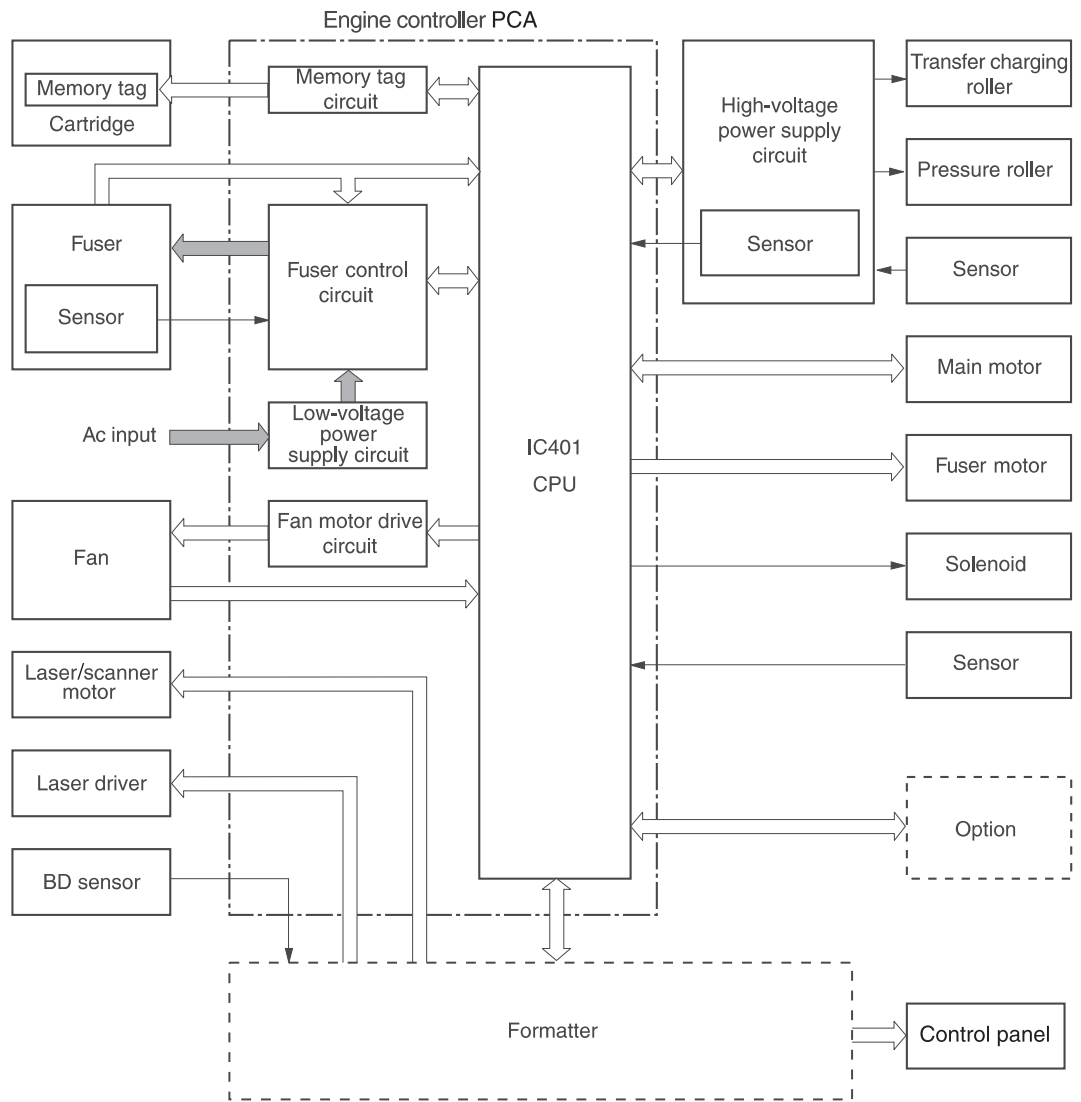 Engine controller PCA
Memory tag
Cartridge
Memory tag
circuit
High-voltage
power supply
circuit
Sensor
Transfer charging
roller
Pressure roller
Sensor
Fuser
Sensor
Fuser control
circuit
Main motor
Ac input
Low-voltage
power
supply circuit
IC401
CPU
Fuser motor
Fan
Fan motor drive
circuit
Solenoid
Laser/scanner
motor
Sensor
Laser driver
Option
BD sensor
Formatter
Control panel